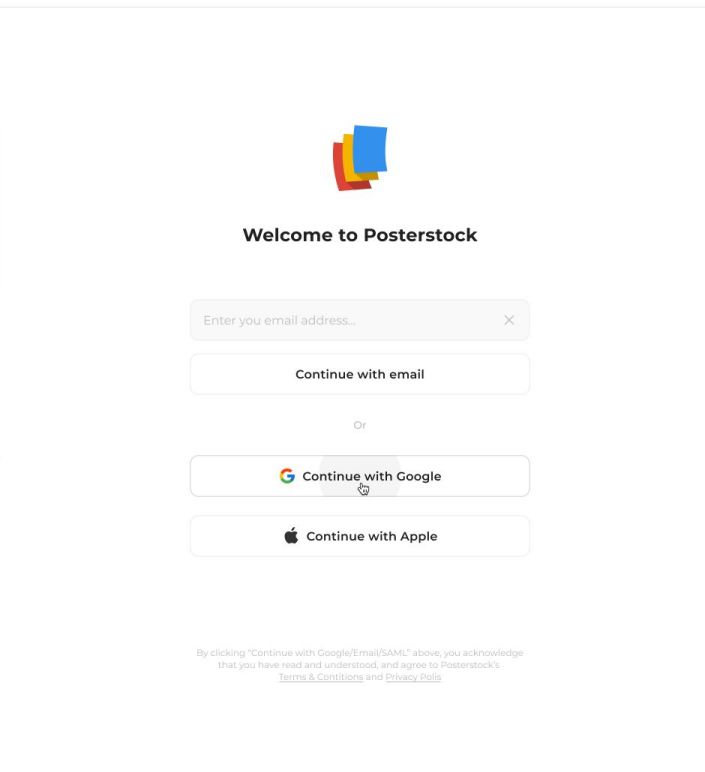 Welcome to Posterstock
Enter you email address...
Continue with email
Or
Continue with Google
Continue with Apple
By clicking "Continue with Google/Email/SAML" above, you acknowledge
that you have read and understood, and agree to Posterstock's
Terms & Contitions and Privacy Polis